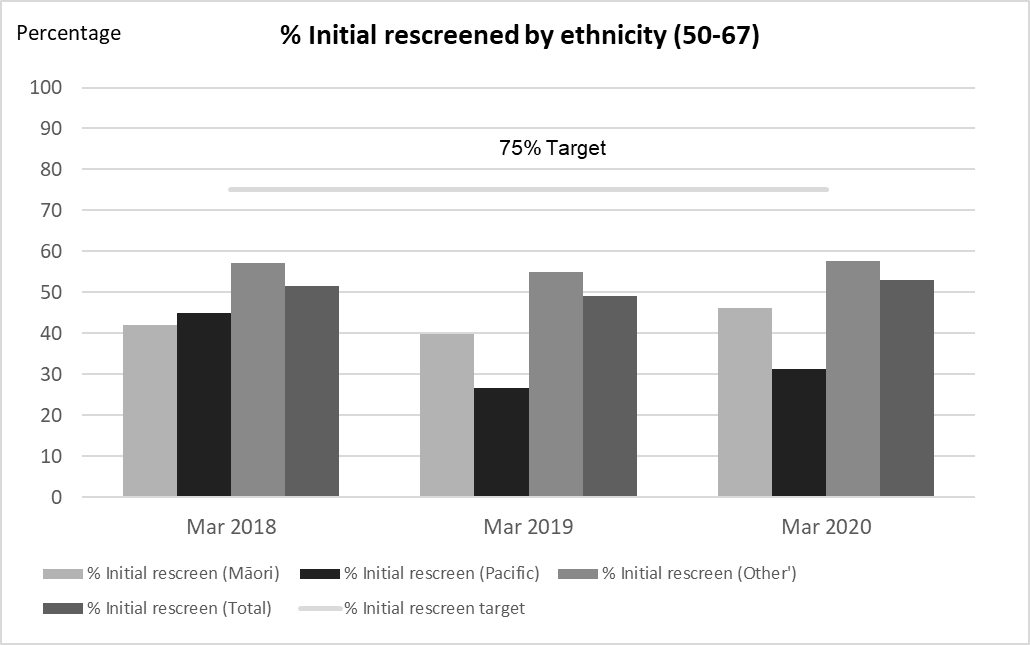 Percentage
% Initial rescreened by ethnicity (50-67)
100
90
80
70
60
50
40
30
20
10
0
75% Target
Mar 2018
Mar 2019
Mar 2020
% Initial rescreen (Māori)
% Initial rescreen (Pacific)
% Initial rescreen (Other')
% Initial rescreen (Total)
% Initial rescreen target